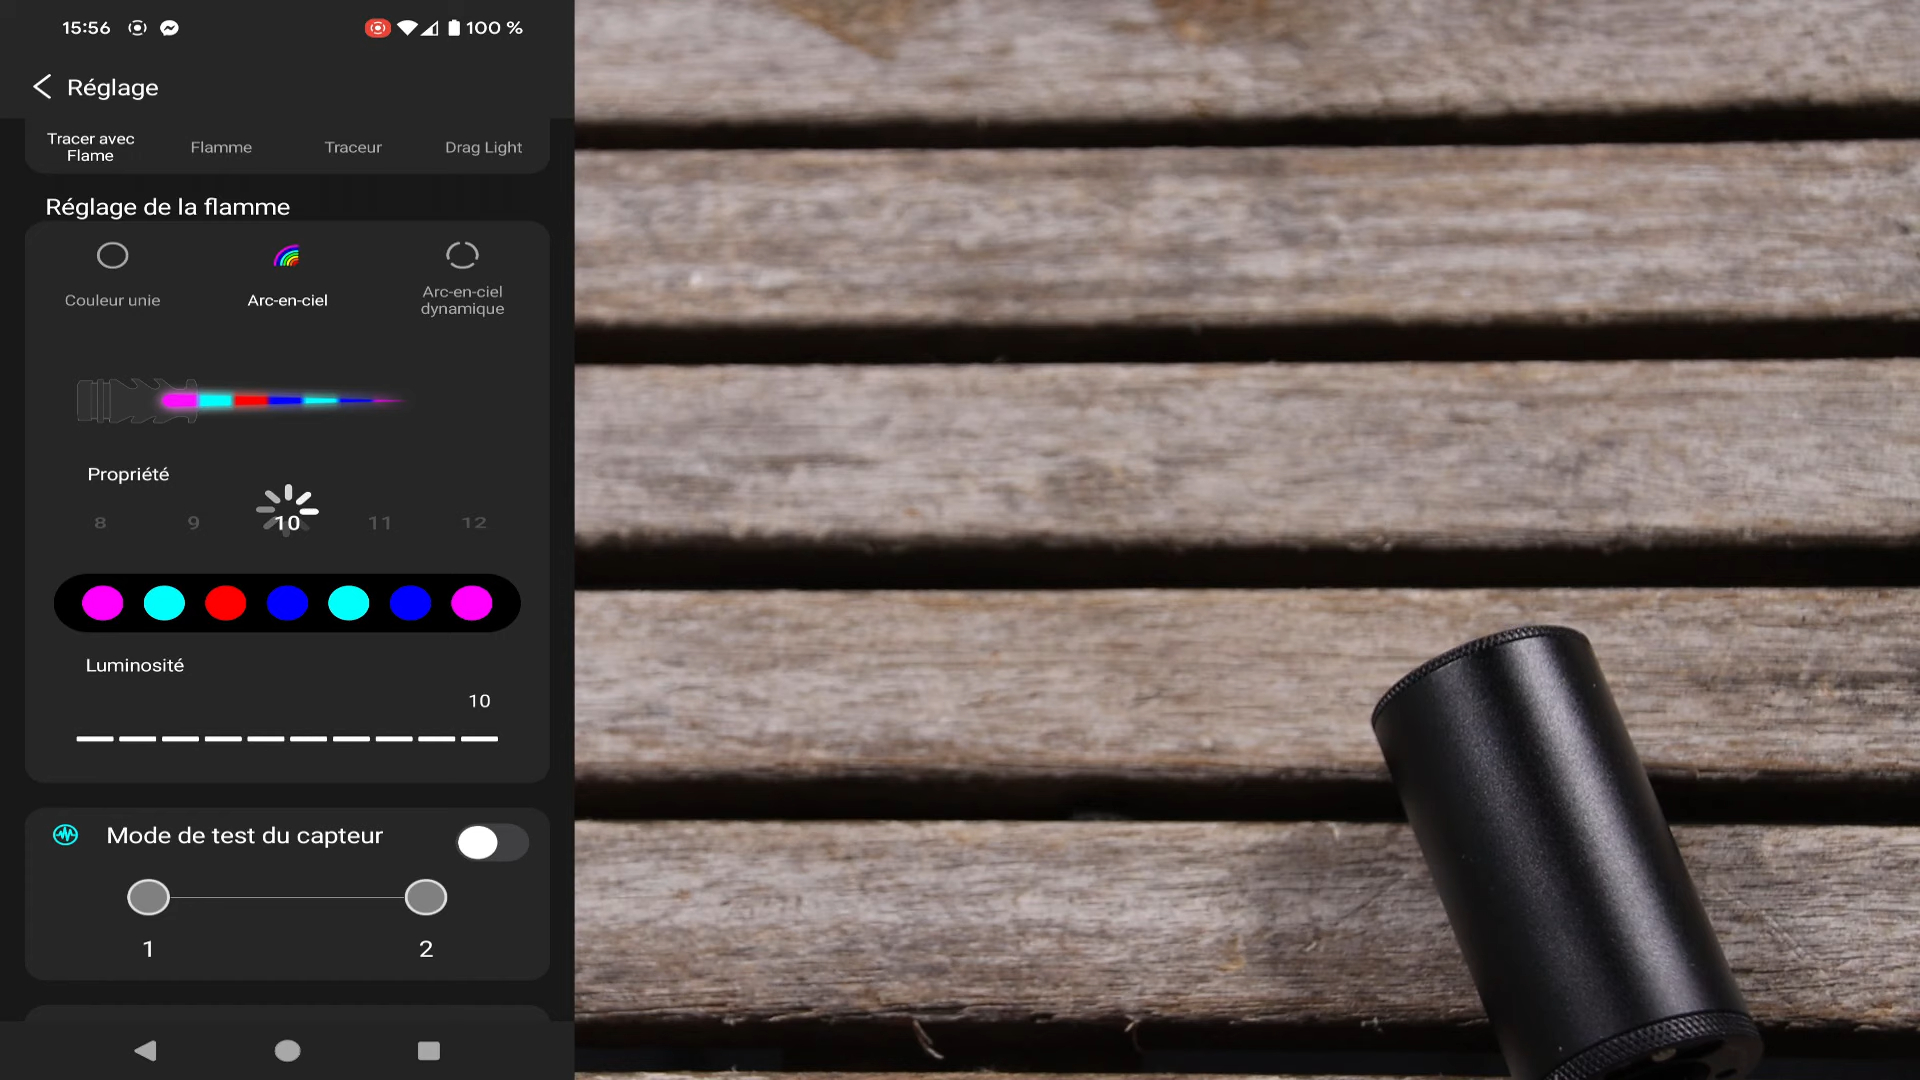 15:56
100 %
Réglage
Tracer avec
Flame
Flamme
Traceur
Drag Light
Réglage de la flamme
Couleur unie
Arc-en-ciel
Arc-en-ciel
dynamique
Propriété
8 9 10 11 12
Luminosité
10
Mode de test du capteur
1 2